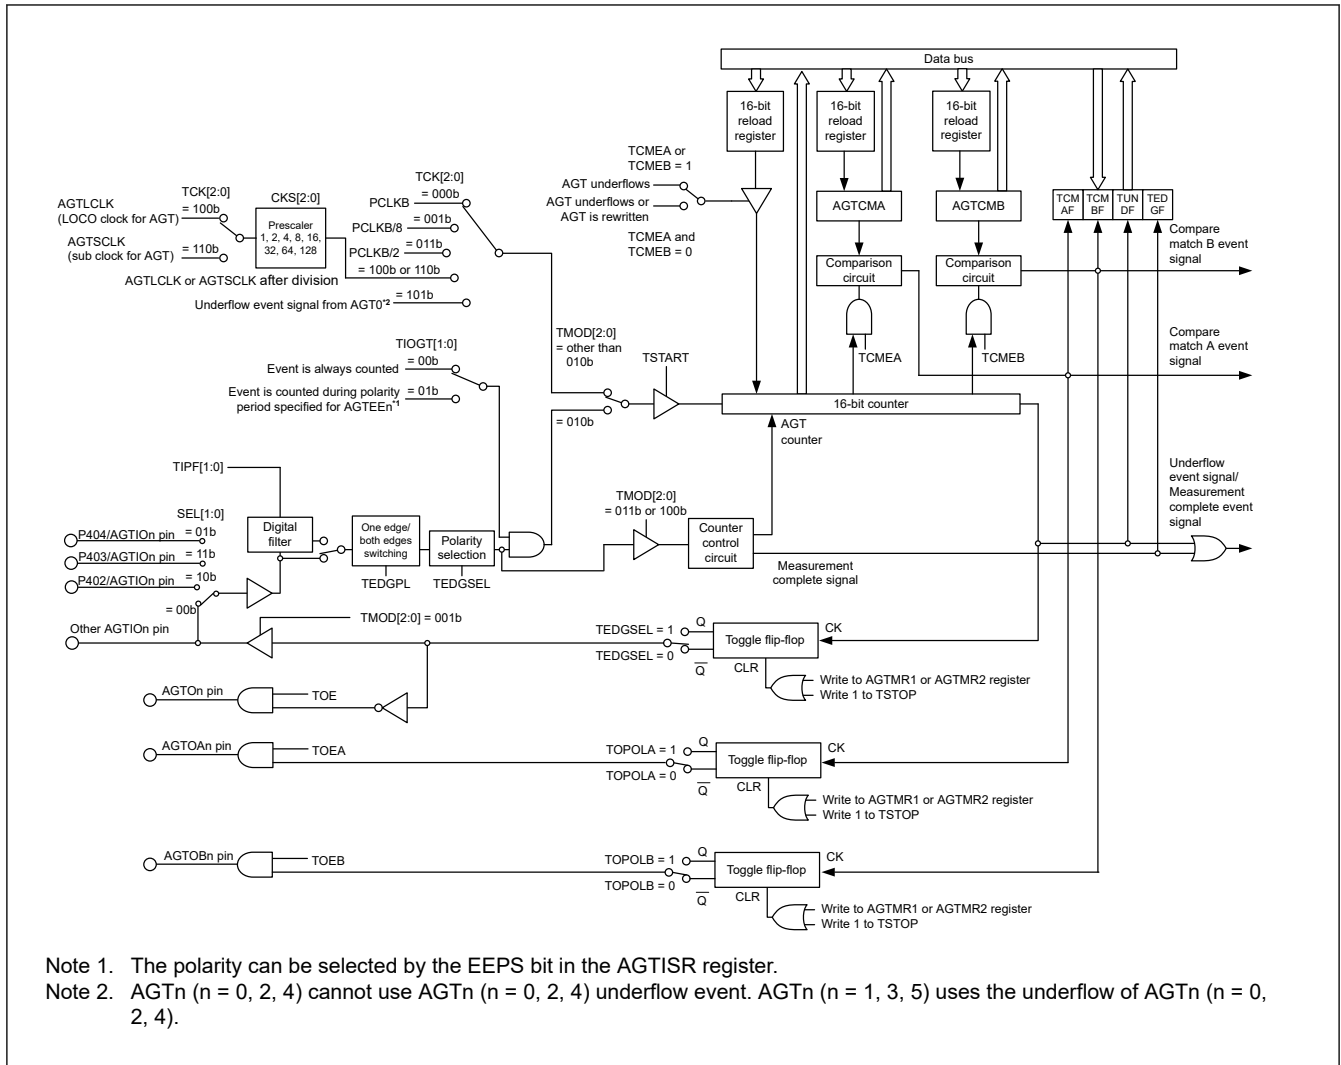 Data bus
16-bit
reload
register
16-bit
reload
register
16-bit
reload
register
TCMEA or
TCMEB = 1
AGT underflows
AGT underflows or
AGT is rewritten
TCMEA and
TCMEB = 0
AGTCMA
AGTCMB
TCM
AF
TCM
BF
TUN
DF
TED
GF
Comparison
circuit
Comparison
circuit
Compare
match B event
signal
TCMEA
TCMEB
Compare
match A event
signal
TCK[2:0]
CKS[2:0]
AGTLCLK
(LOCO clock for AGT)
= 100b
AGTSCLK
(sub clock for AGT)
= 110b
Prescaler
1, 2, 4, 8, 16,
32, 64, 128
TCK[2:0]
PCLKB
= 000b
PCLKB/8
= 001b
PCLKB/2
= 011b
= 100b or 110b
AGTLCLK or AGTSCLK after division
Underflow event signal from AGT0*2
= 101b
TIOGT[1:0]
Event is always counted
= 00b
Event is counted during polarity
period specified for AGTEEn*1
= 01b
TMOD[2:0]
= other than
010b
= 010b
TSTART
16-bit counter
AGT
counter
TIPF[1:0]
SEL[1:0]
P404/AGTIOn pin
= 01b
P403/AGTIOn pin
= 11b
P402/AGTIOn pin
= 10b
= 00b
Other AGTIOn pin
Digital
filter
One edge/
both edges
switching
TEDGPL
Polarity
selection
TEDGSEL
TMOD[2:0]
= 011b or 100b
Counter
control
circuit
Measurement
complete signal
Underflow
event signal/
Measurement
complete event
signal
TMOD[2:0] = 001b
TEDGSEL = 1
TEDGSEL = 0
Q
Q
Toggle flip-flop
CK
CLR
Write to AGTMR1 or AGTMR2 register
Write 1 to TSTOP
AGTOn pin
TOE
AGTOAn pin
TOEA
TOPOLA = 1
TOPOLA = 0
Q
Q
Toggle flip-flop
CK
CLR
Write to AGTMR1 or AGTMR2 register
Write 1 to TSTOP
AGTOBn pin
TOEB
TOPOLB = 1
TOPOLB = 0
Q
Q
Toggle flip-flop
CK
CLR
Write to AGTMR1 or AGTMR2 register
Write 1 to TSTOP
Note 1. The polarity can be selected by the EEPS bit in the AGTISR register.
Note 2. AGTn (n = 0, 2, 4) cannot use AGTn (n = 0, 2, 4) underflow event. AGTn (n = 1, 3, 5) uses the underflow of AGTn (n = 0,
2, 4).